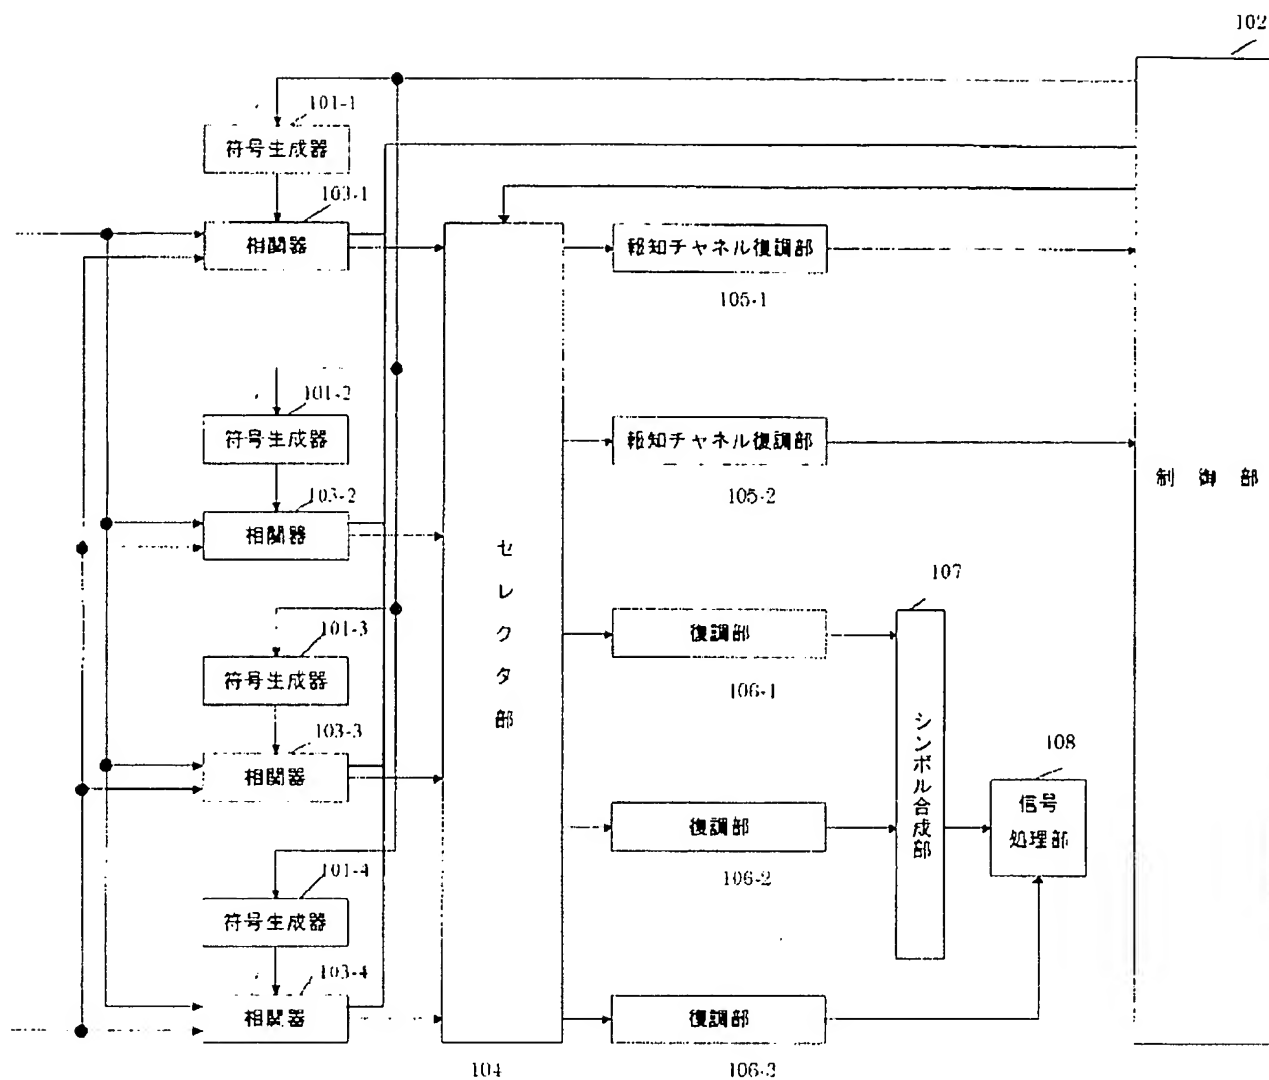 102
101-1
符号生成器
103-1
相関器
報知チャネル復調部
105-1
101-2
符号生成器
報知チャネル復調部
105-2
制御部
103-2
相関器
セレクタ部
107
101-3
復調部
106-1
符号生成器
シンボル合成部
103-3
相関器
108
信号
処理部
復調部
106-2
101-4
符号生成器
103-4
相関器
復調部
104
106-3